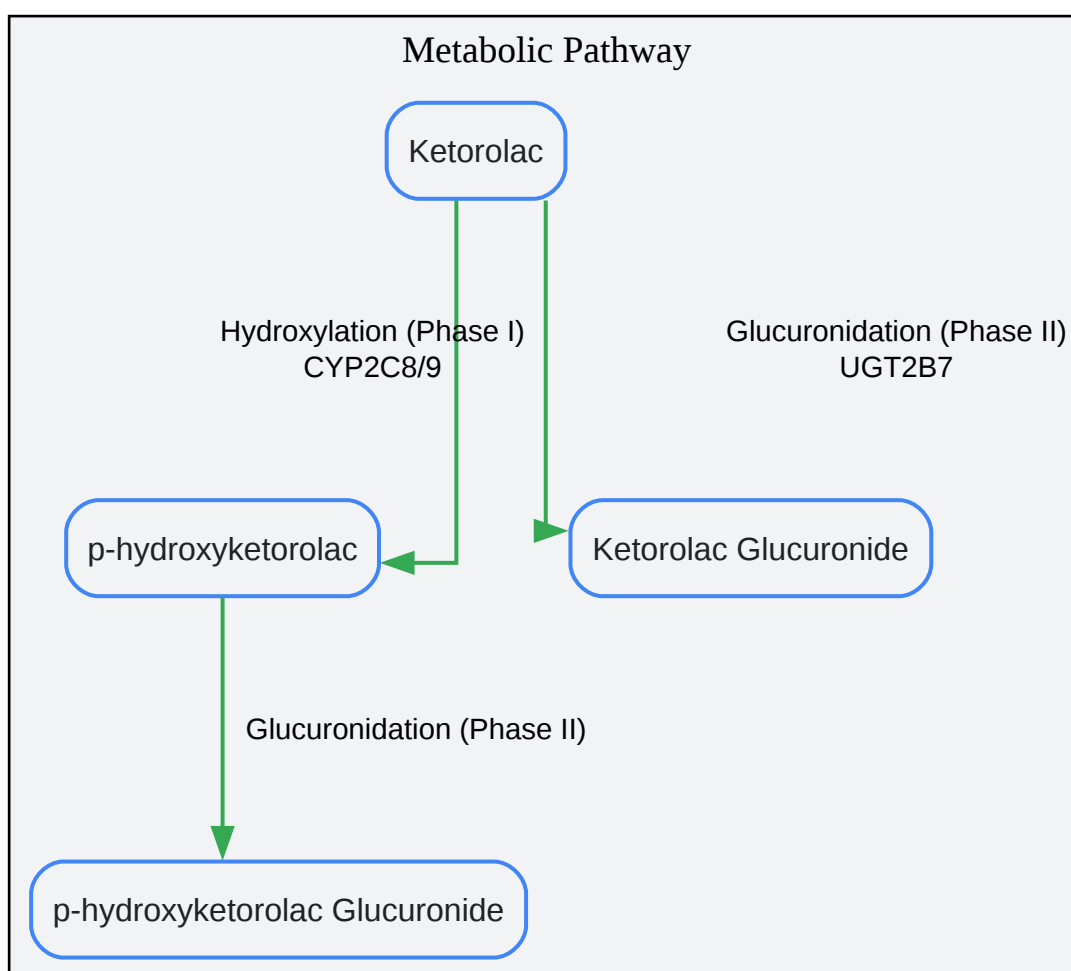 Metabolic Pathway
Ketorolac
Hydroxylation (Phase I)
CYP2C8/9
Glucuronidation (Phase II)
UGT2B7
p-hydroxyketorolac
Ketorolac Glucuronide
Glucuronidation (Phase II)
p-hydroxyketorolac Glucuronide